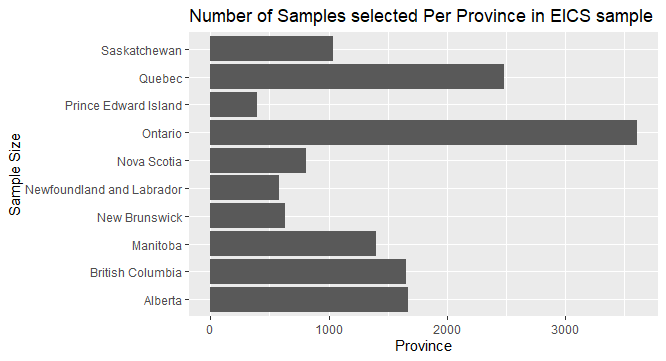 Number of Samples selected Per Province in EICS sample
Sample Size
Saskatchewan
Quebec
Prince Edward Island
Ontario
Nova Scotia
Newfoundland and Labrador
New Brunswick
Manitoba
British Columbia
Alberta
0 1000 2000 3000
Province